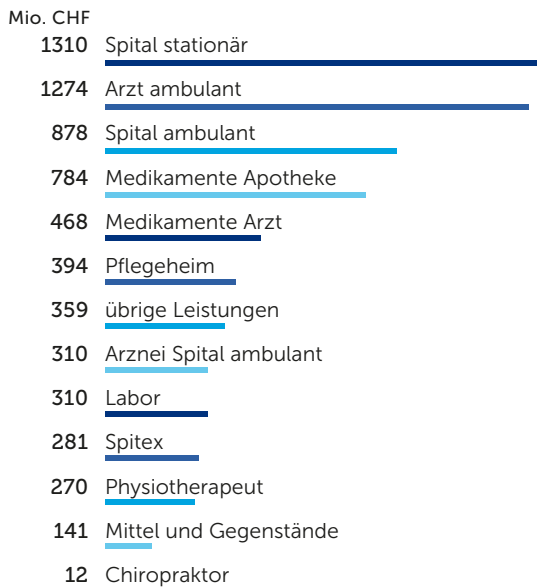 Mio. CHF
1310 Spital stationär
1274 Arzt ambulant
878 Spital ambulant
784 Medikamente Apotheke
468 Medikamente Arzt
394 Pflegeheim
359 übrige Leistungen
310 Arznei Spital ambulant
310 Labor
281 Spitex
270 Physiotherapeut
141 Mittel und Gegenstände
12 Chiropraktor